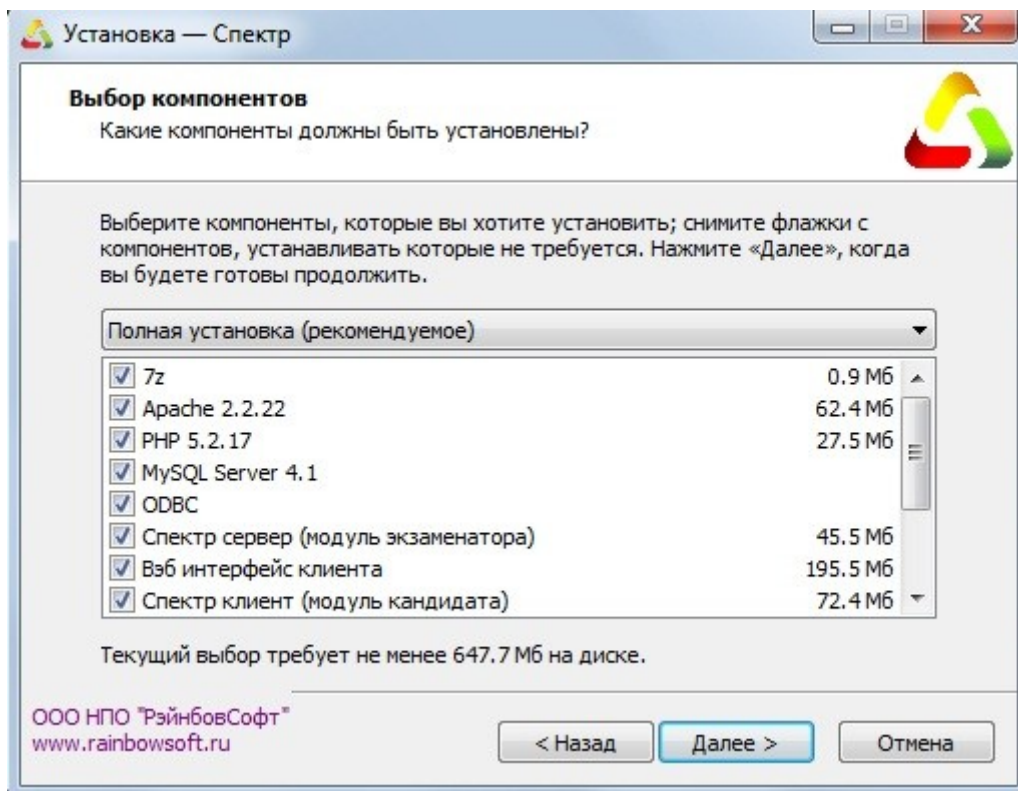 Установка — Спектр
Выбор компонентов
Какие компоненты должны быть установлены?
Выберите компоненты, которые вы хотите установить; снимите флажки с
компонентов, устанавливать которые не требуется. Нажмите «Далее», когда
вы будете готовы продолжить.
Полная установка (рекомендуемое)
7z 0.9 Мб
Apache 2.2.22 62.4 Мб
PHP 5.2.17 27.5 Мб
MySQL Server 4.1
ODBC
Спектр сервер (модуль экзаменатора) 45.5 Мб
Вэб интерфейс клиента 195.5 Мб
Спектр клиент (модуль кандидата) 72.4 Мб
Текущий выбор требует не менее 647.7 Мб на диске.
ООО НПО "РэйнбовСофт"
www.rainbowsoft.ru
< Назад Далее > Отмена